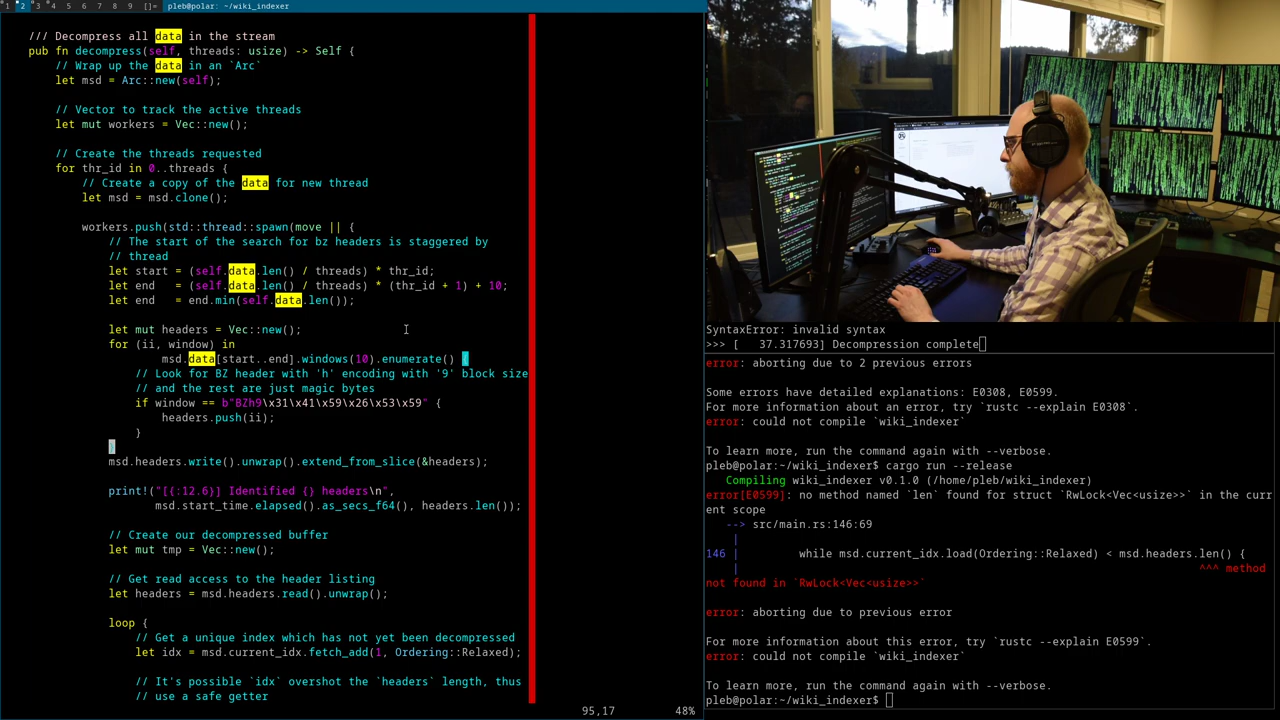 1 2 3 4 5 6 7 8 9 []= pleb@polar: ~/wiki_indexer
/// Decompress all data in the stream
pub fn decompress(self, threads: usize) -> Self {
// Wrap up the data in an `Arc`
let msd = Arc::new(self);
// Vector to track the active threads
let mut workers = Vec::new();
// Create the threads requested
for thr_id in 0..threads {
// Create a copy of the data for new thread
let msd = msd.clone();
workers.push(std::thread::spawn(move || {
// The start of the search for bz headers is staggered by
// thread
let start = (self.data.len() / threads) * thr_id;
let end   = (self.data.len() / threads) * (thr_id + 1) + 10;
let end   = end.min(self.data.len());
let mut headers = Vec::new();
for (ii, window) in
msd.data[start..end].windows(10).enumerate() {
// Look for BZ header with 'h' encoding with '9' block size
// and the rest are just magic bytes
if window == b"BZh9\x31\x41\x59\x26\x53\x59" {
headers.push(ii);
}
}
msd.headers.write().unwrap().extend_from_slice(&headers);
print!("[{:12.6}] Identified {} headers\n",
msd.start_time.elapsed().as_secs_f64(), headers.len());
// Create our decompressed buffer
let mut tmp = Vec::new();
// Get read access to the header listing
let headers = msd.headers.read().unwrap();
loop {
// Get a unique index which has not yet been decompressed
let idx = msd.current_idx.fetch_add(1, Ordering::Relaxed);
// It's possible `idx` overshot the `headers` length, thus
// use a safe getter
95,17 48%
SyntaxError: invalid syntax
>>> [   37.317693] Decompression complete
error: aborting due to 2 previous errors
Some errors have detailed explanations: E0308, E0599.
For more information about an error, try `rustc --explain E0308`.
error: could not compile `wiki_indexer`
To learn more, run the command again with --verbose.
pleb@polar:~/wiki_indexer$ cargo run --release
Compiling wiki_indexer v0.1.0 (/home/pleb/wiki_indexer)
error[E0599]: no method named `len` found for struct `RwLock<Vec<usize>>` in the curr
ent scope
--> src/main.rs:146:69
|
146 |         while msd.current_idx.load(Ordering::Relaxed) < msd.headers.len() {
| ^^^ method
not found in `RwLock<Vec<usize>>`
error: aborting due to previous error
For more information about this error, try `rustc --explain E0599`.
error: could not compile `wiki_indexer`
To learn more, run the command again with --verbose.
pleb@polar:~/wiki_indexer$